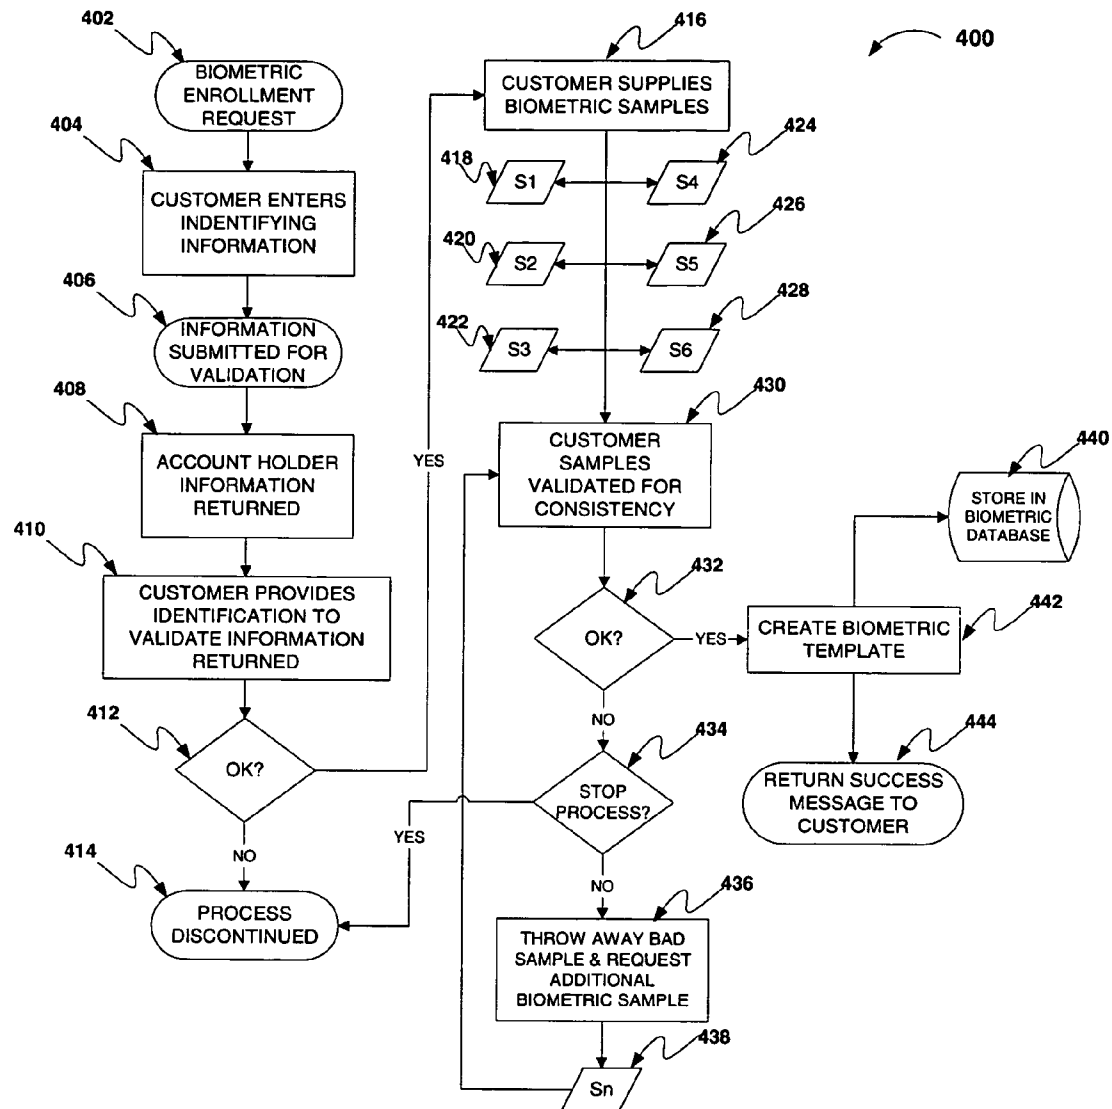 402
BIOMETRIC
ENROLLMENT
REQUEST
404
CUSTOMER ENTERS
INDENTIFYING
INFORMATION
406
INFORMATION
SUBMITTED FOR
VALIDATION
408
ACCOUNT HOLDER
INFORMATION
RETURNED
410
CUSTOMER PROVIDES
IDENTIFICATION TO
VALIDATE INFORMATION
RETURNED
412
OK?
YES
NO
414
PROCESS
DISCONTINUED
416
400
CUSTOMER SUPPLIES
BIOMETRIC SAMPLES
418
S1
424
S4
420
S2
426
S5
422
S3
428
S6
430
CUSTOMER
SAMPLES
VALIDATED FOR
CONSISTENCY
432
OK?
YES
NO
434
STOP
PROCESS?
YES
NO
436
THROW AWAY BAD
SAMPLE & REQUEST
ADDITIONAL
BIOMETRIC SAMPLE
438
Sn
440
STORE IN
BIOMETRIC
DATABASE
442
CREATE BIOMETRIC
TEMPLATE
444
RETURN SUCCESS
MESSAGE TO
CUSTOMER